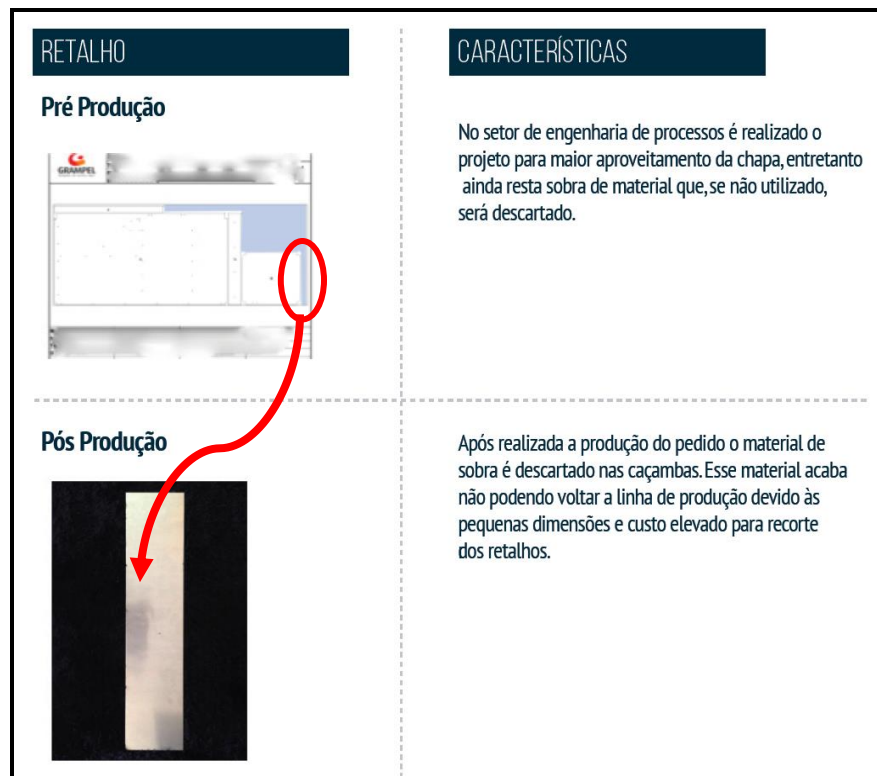 RETALHO
CARACTERÍSTICAS
Pré Produção
GRAMPEL
No setor de engenharia de processos é realizado o
projeto para maior aproveitamento da chapa, entretanto
ainda resta sobra de material que, se não utilizado,
será descartado.
Pós Produção
Após realizada a produção do pedido o material de
sobra é descartado nas caçambas. Esse material acaba
não podendo voltar a linha de produção devido às
pequenas dimensões e custo elevado para recorte
dos retalhos.